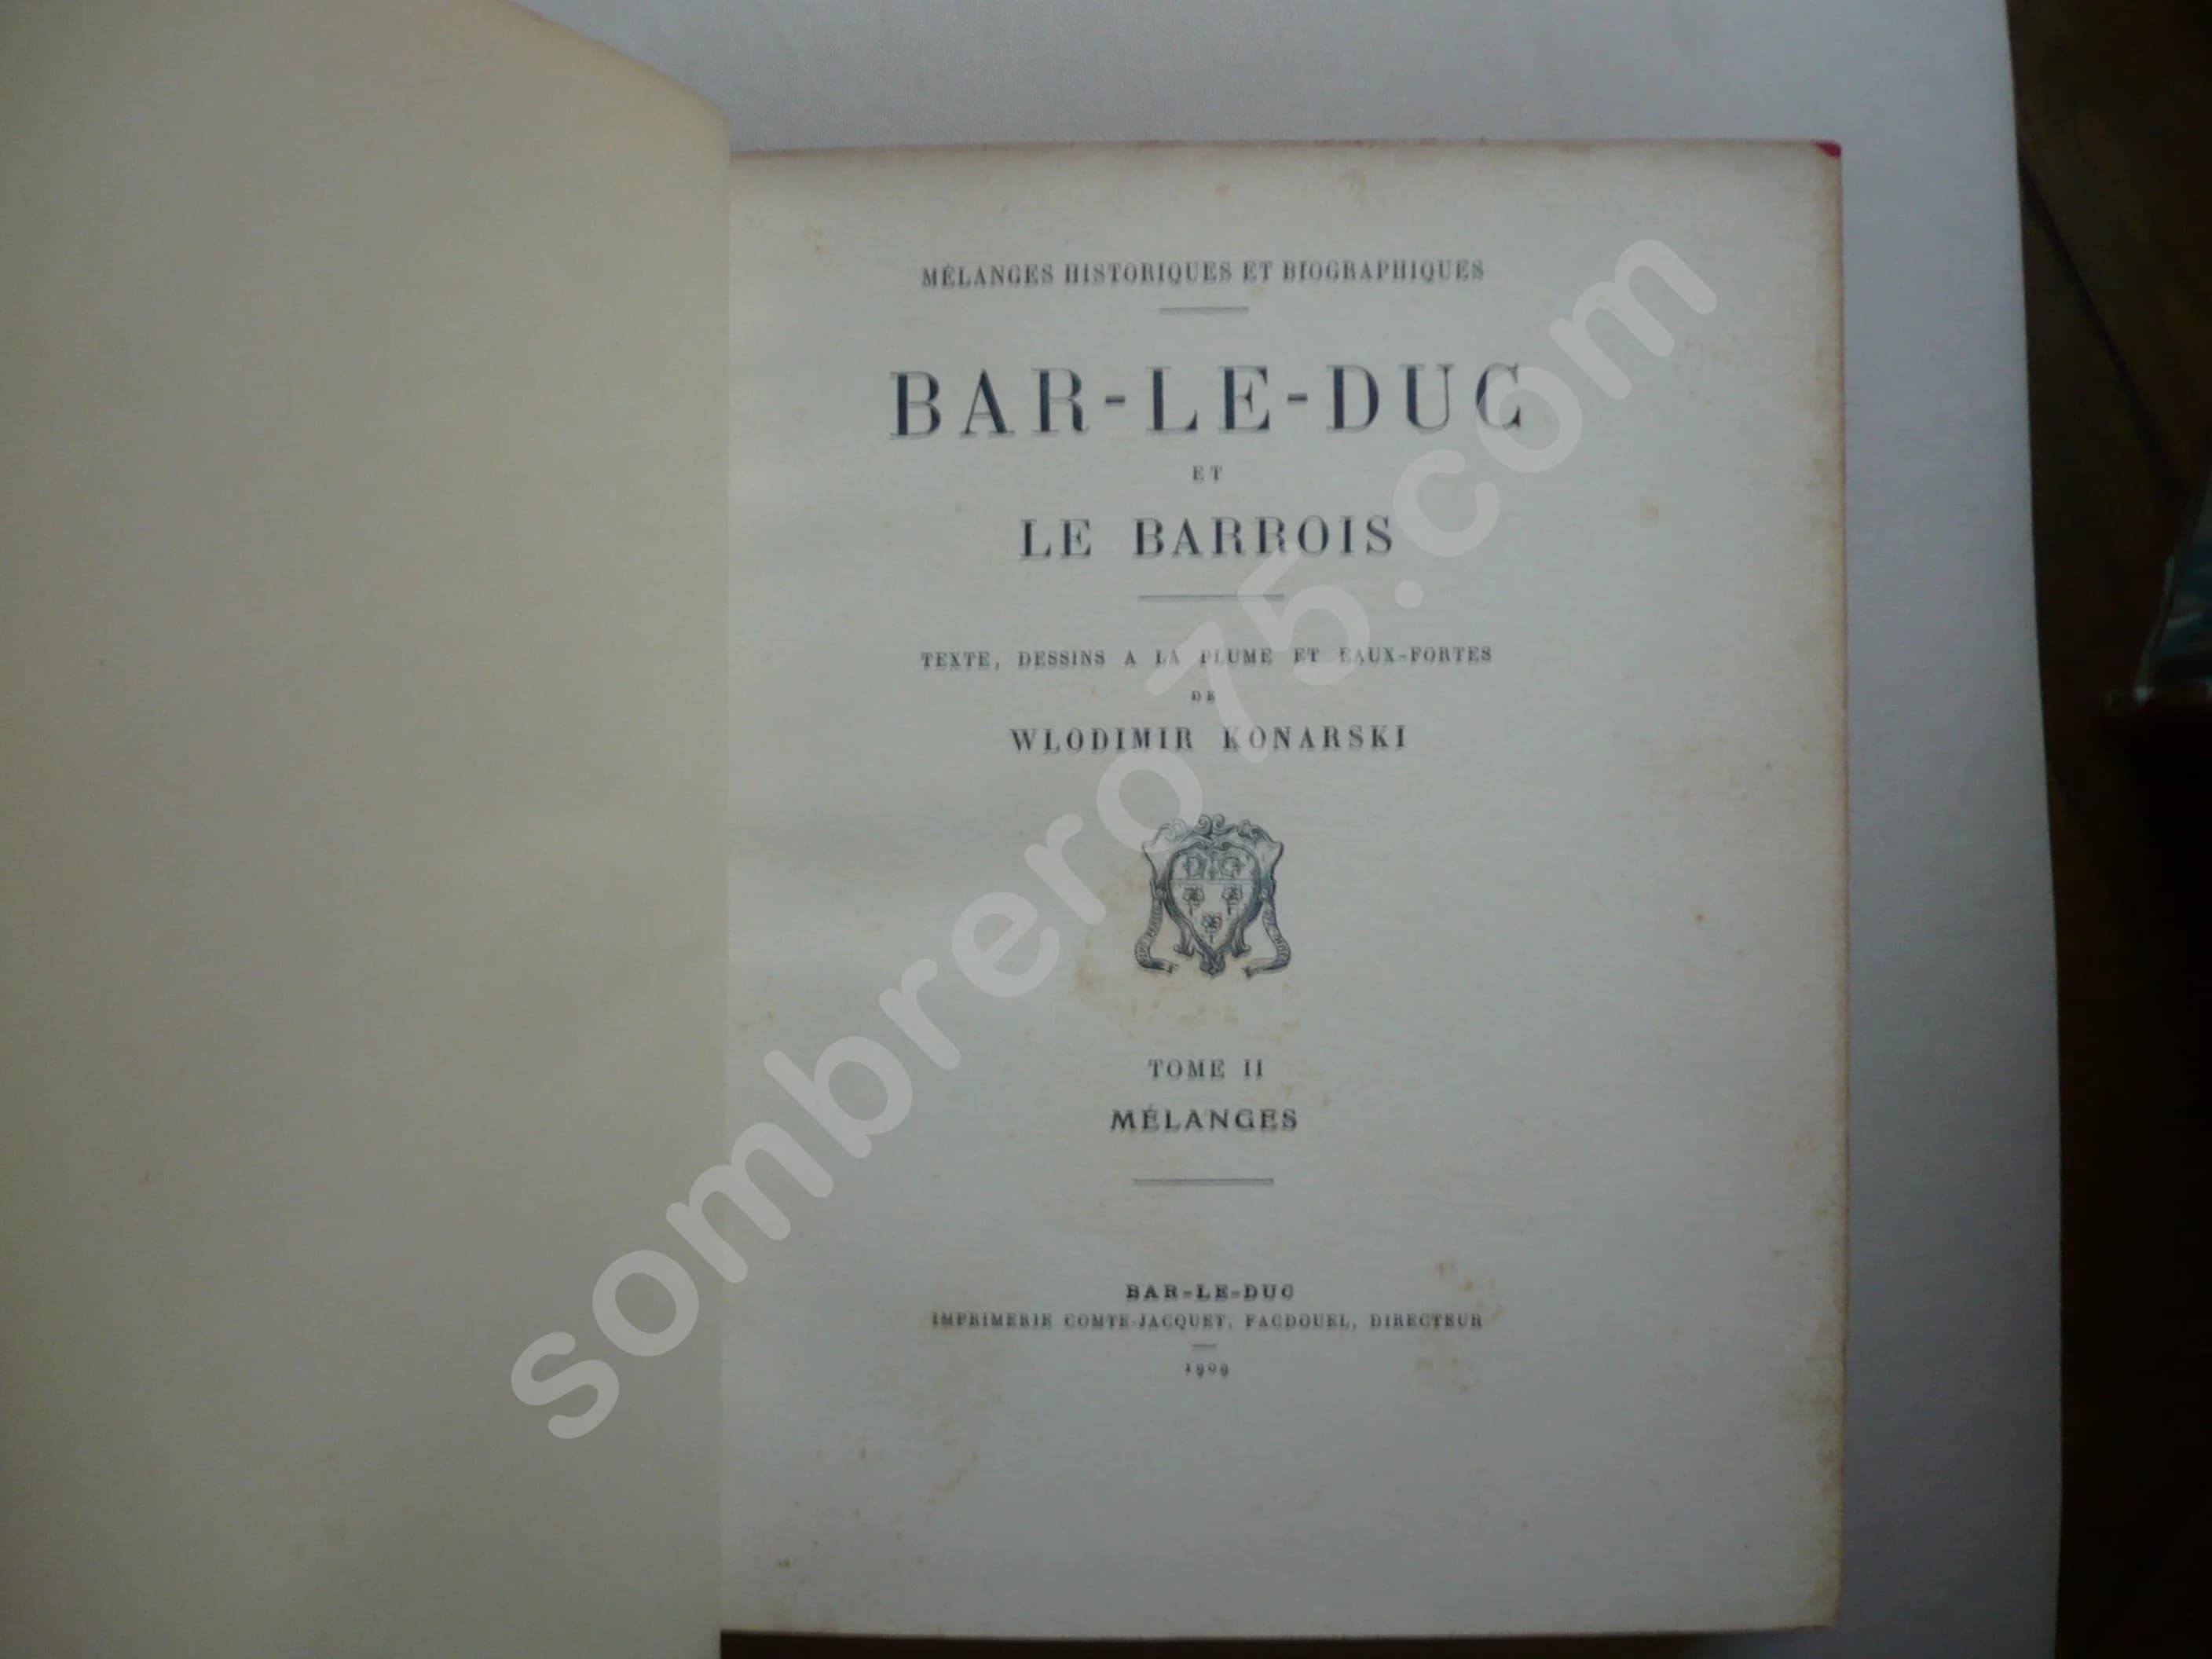 MÉLANGES HISTORIQUES ET BIOGRAPHIQUES
BAR-LE-DUC
ET
LE BARROIS
TEXTE, DESSINS A LA PLUME ET EAUX-FORTES
DE
WLODIMIR KONARSKI
TOME II
MÉLANGES
BAR-LE-DUC
IMPRIMERIE COMTE-JACQUET, FACDOUEL, DIRECTEUR
1909
sombrero75.com